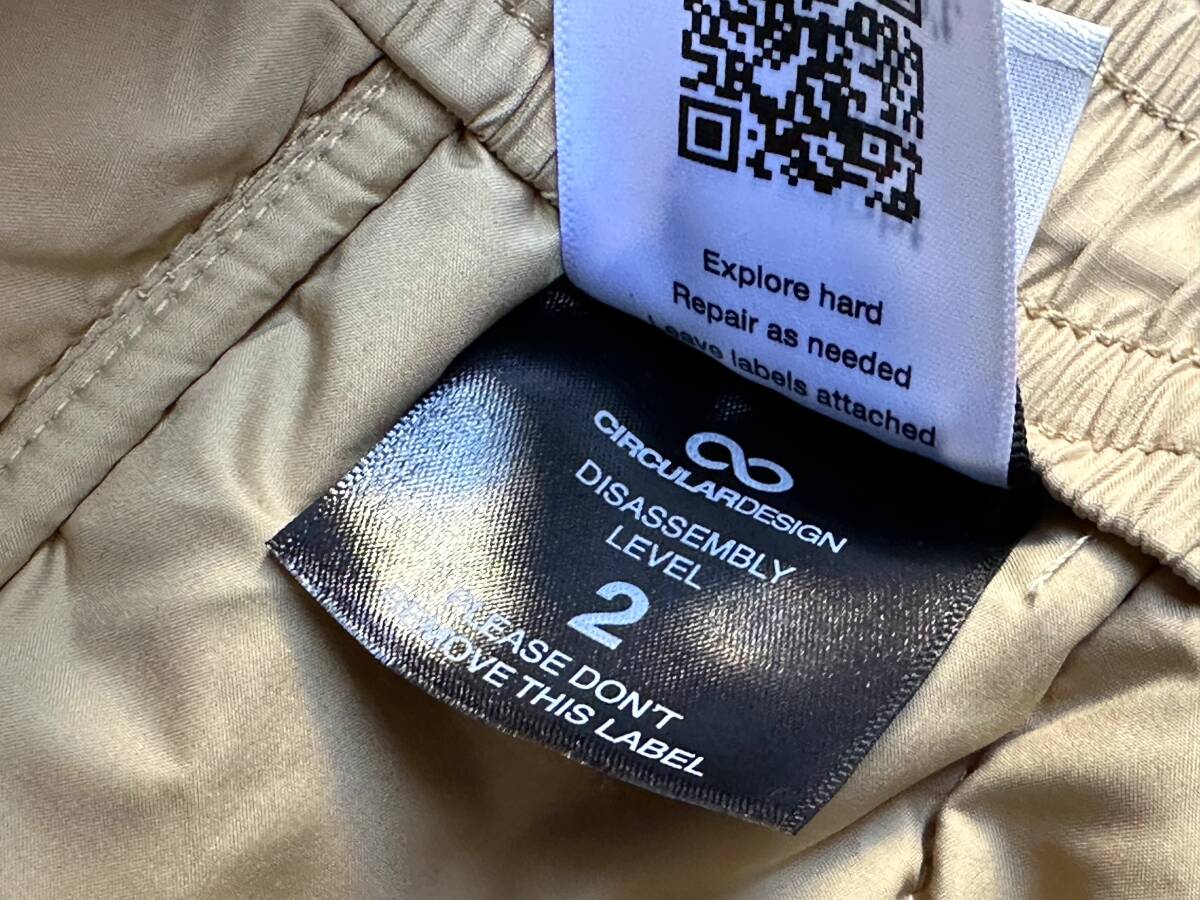 Explore hard
Repair as needed
Leave labels attached
CIRCULARDESIGN
DISASSEMBLY
LEVEL
2
PLEASE DON'T
REMOVE THIS LABEL